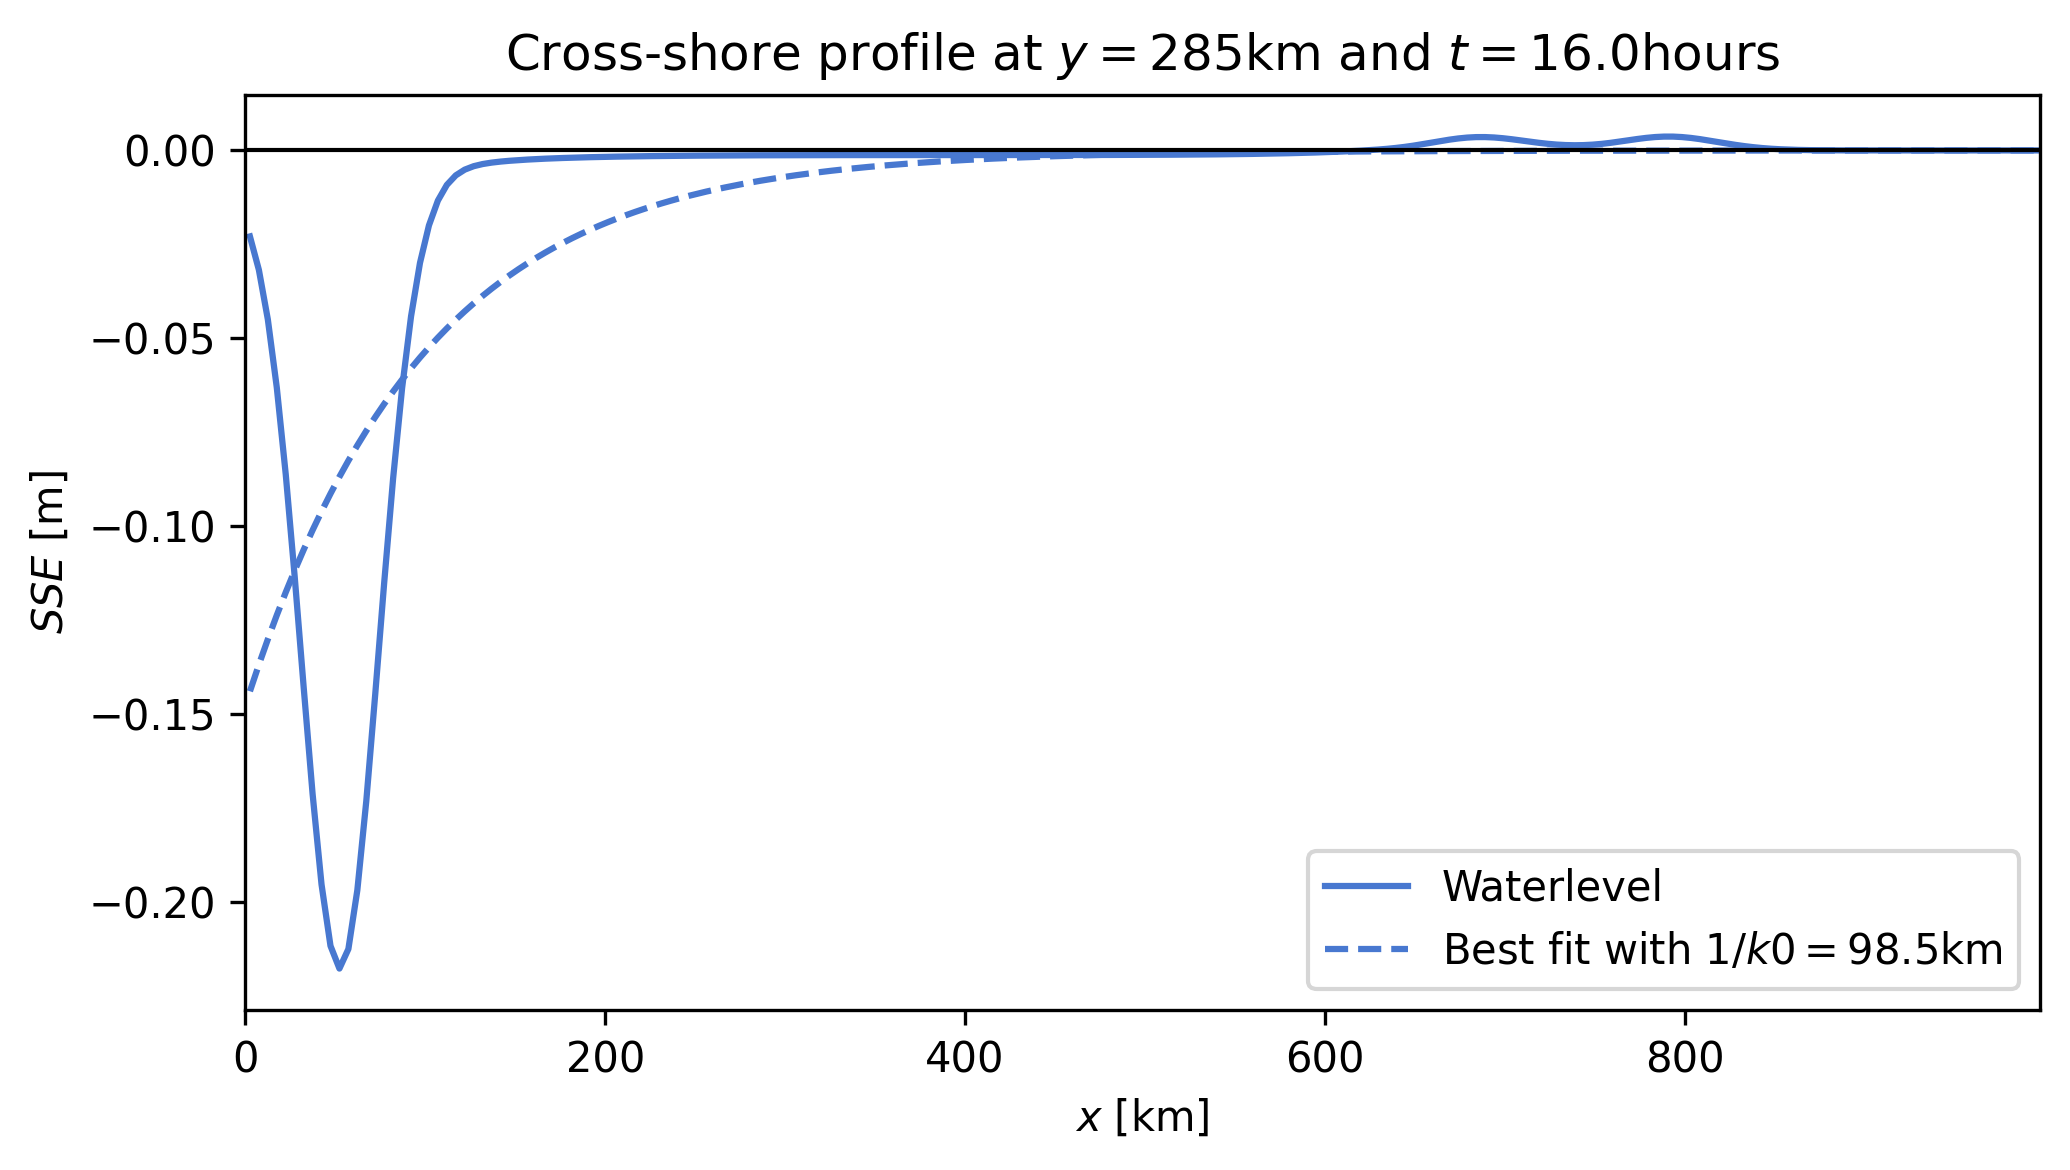 Cross-shore profile at y = 285km and t = 16.0hours
0.00
−0.05
−0.10
−0.15
−0.20
SSE [m]
Waterlevel
Best fit with 1/k0 = 98.5km
0 200 400 600 800
x [km]